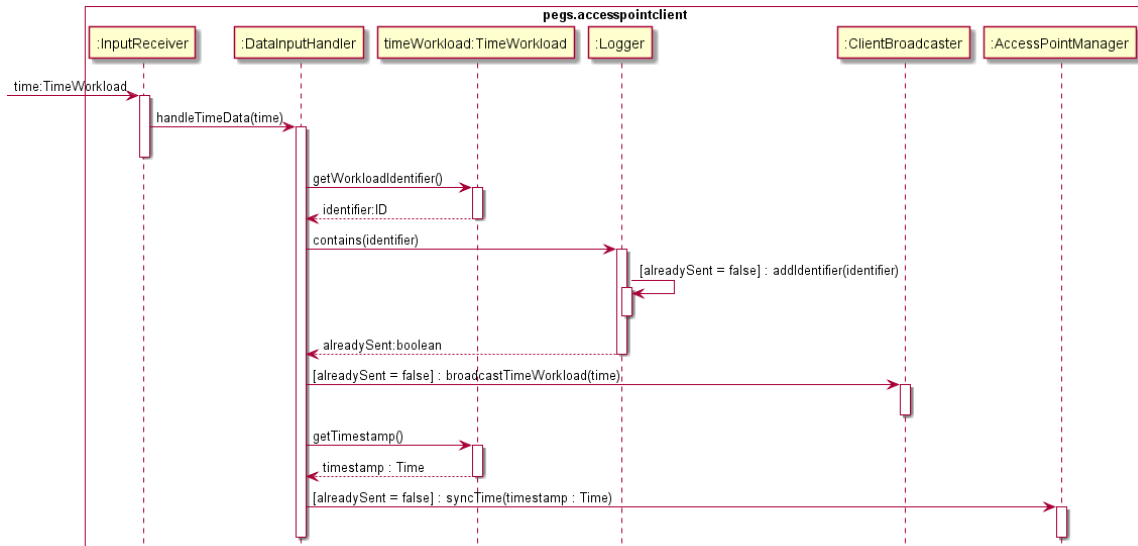 pegs.accesspointclient
:InputReceiver
:DataInputHandler
timeWorkload:TimeWorkload
:Logger
:ClientBroadcaster
:AccessPointManager
time:TimeWorkload
handleTimeData(time)
getWorkloadIdentifier()
identifier:ID
contains(identifier)
[alreadySent = false] : addIdentifier(identifier)
alreadySent:boolean
[alreadySent = false] : broadcastTimeWorkload(time)
getTimestamp()
timestamp : Time
[alreadySent = false] : syncTime(timestamp : Time)